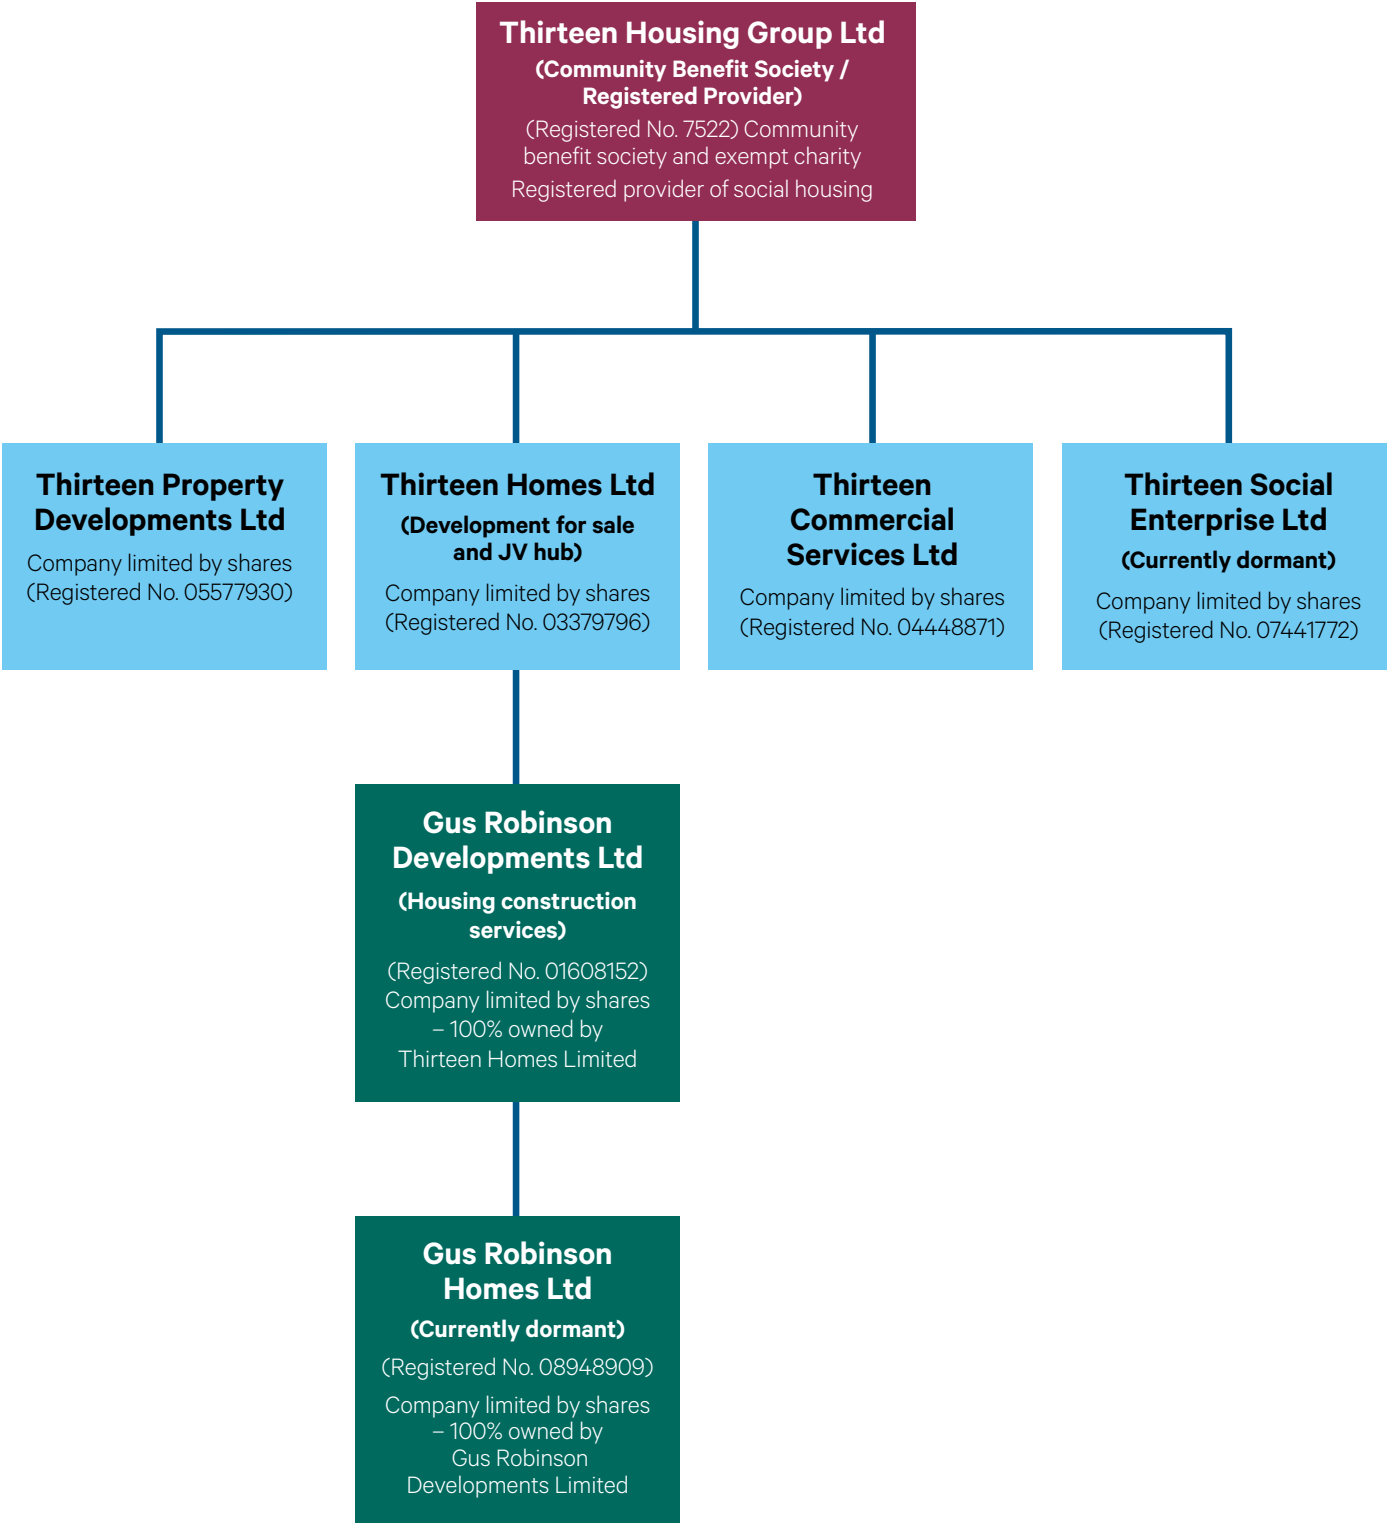 Thirteen Housing Group Ltd
(Community Benefit Society /
Registered Provider)
(Registered No. 7522) Community
benefit society and exempt charity
Registered provider of social housing
Thirteen Property
Developments Ltd
Company limited by shares
(Registered No. 05577930)
Thirteen Homes Ltd
(Development for sale
and JV hub)
Company limited by shares
(Registered No. 03379796)
Thirteen
Commercial
Services Ltd
Company limited by shares
(Registered No. 04448871)
Thirteen Social
Enterprise Ltd
(Currently dormant)
Company limited by shares
(Registered No. 07441772)
Gus Robinson
Developments Ltd
(Housing construction
services)
(Registered No. 01608152)
Company limited by shares
– 100% owned by
Thirteen Homes Limited
Gus Robinson
Homes Ltd
(Currently dormant)
(Registered No. 08948909)
Company limited by shares
– 100% owned by
Gus Robinson
Developments Limited